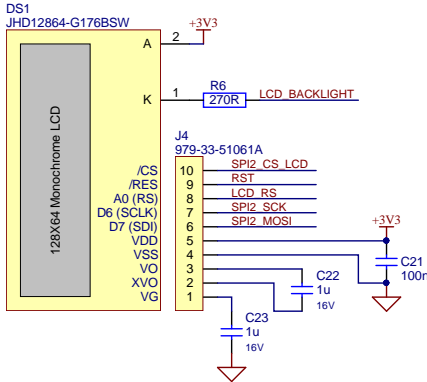 DS1
JHD12864-G176BSW
128X64 Monochrome LCD
A 2 +3V3
K 1 R6 270R LCD_BACKLIGHT
J4
979-33-51061A
/CS 10 SPI2_CS_LCD
/RES 9 RST
A0 (RS) 8 LCD_RS
D6 (SCLK) 7 SPI2_SCK
D7 (SDI) 6 SPI2_MOSI
VDD 5 +3V3
VSS 4
VO 3
XVO 2
VG 1
C21
100n
C22
1u
16V
C23
1u
16V